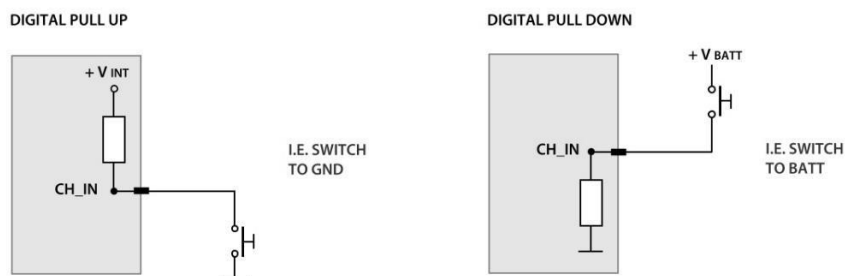 DIGITAL PULL UP
+ V INT
CH_IN
I.E. SWITCH
TO GND
DIGITAL PULL DOWN
+ V BATT
CH_IN
I.E. SWITCH
TO BATT